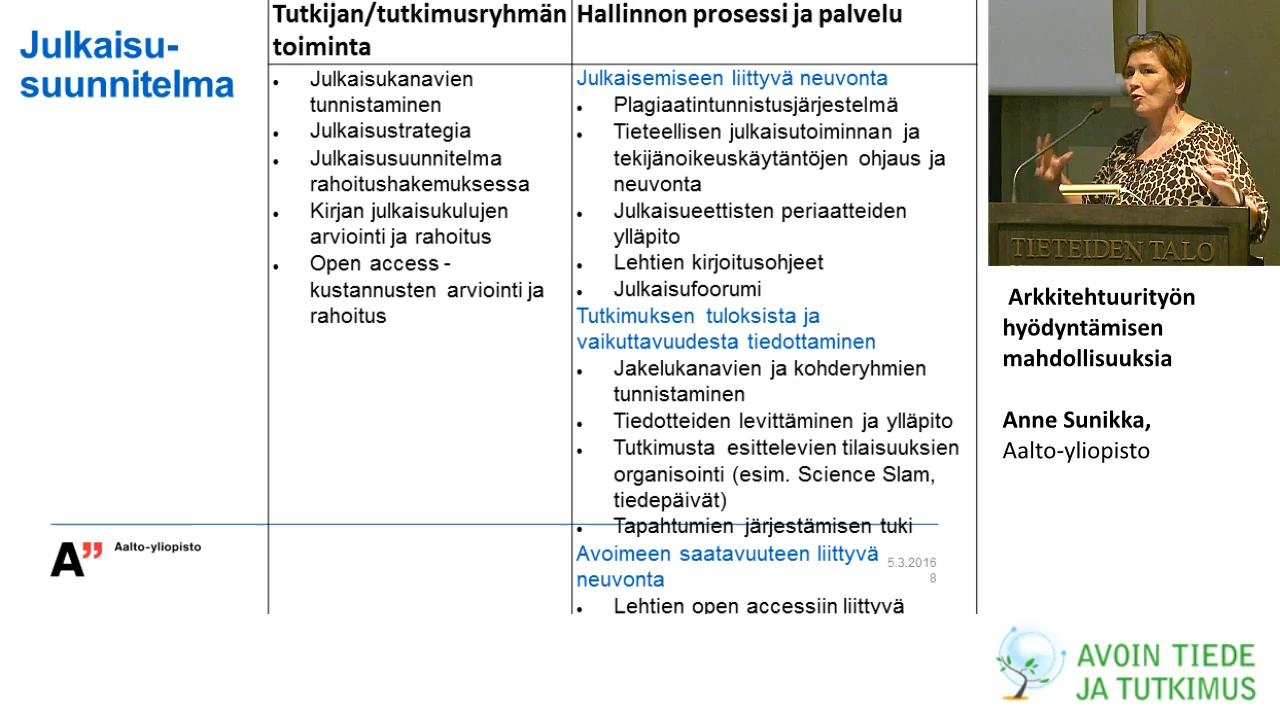 Julkaisu-
suunnitelma
Tutkijan/tutkimusryhmän
toiminta
Julkaisukanavien
tunnistaminen
Julkaisustrategia
Julkaisusuunnitelma
rahoitushakemuksessa
Kirjan julkaisukulujen
arviointi ja rahoitus
Open access -
kustannusten arviointi ja
rahoitus
Hallinnon prosessi ja palvelu
Julkaisemiseen liittyvä neuvonta
Plagiaatintunnistusjärjestelmä
Tieteellisen julkaisutoiminnan ja
tekijänoikeuskäytäntöjen ohjaus ja
neuvonta
Julkaisueettisten periaatteiden
ylläpito
Lehtien kirjoitusohjeet
Julkaisufoorumi
Tutkimuksen tuloksista ja
vaikuttavuudesta tiedottaminen
Jakelukanavien ja kohderyhmien
tunnistaminen
Tiedotteiden levittäminen ja ylläpito
Tutkimusta esittelevien tilaisuuksien
organisointi (esim. Science Slam,
tiedepäivät)
Tapahtumien järjestämisen tuki
Avoimeen saatavuuteen liittyvä
neuvonta
Lehtien open accessiin liittyvä
A”
Aalto-yliopisto
5.3.2016
8
TIETEIDEN TALO
Arkkitehtuurityön
hyödyntämisen
mahdollisuuksia
Anne Sunikka,
Aalto-yliopisto
AVOIN TIEDE
JA TUTKIMUS